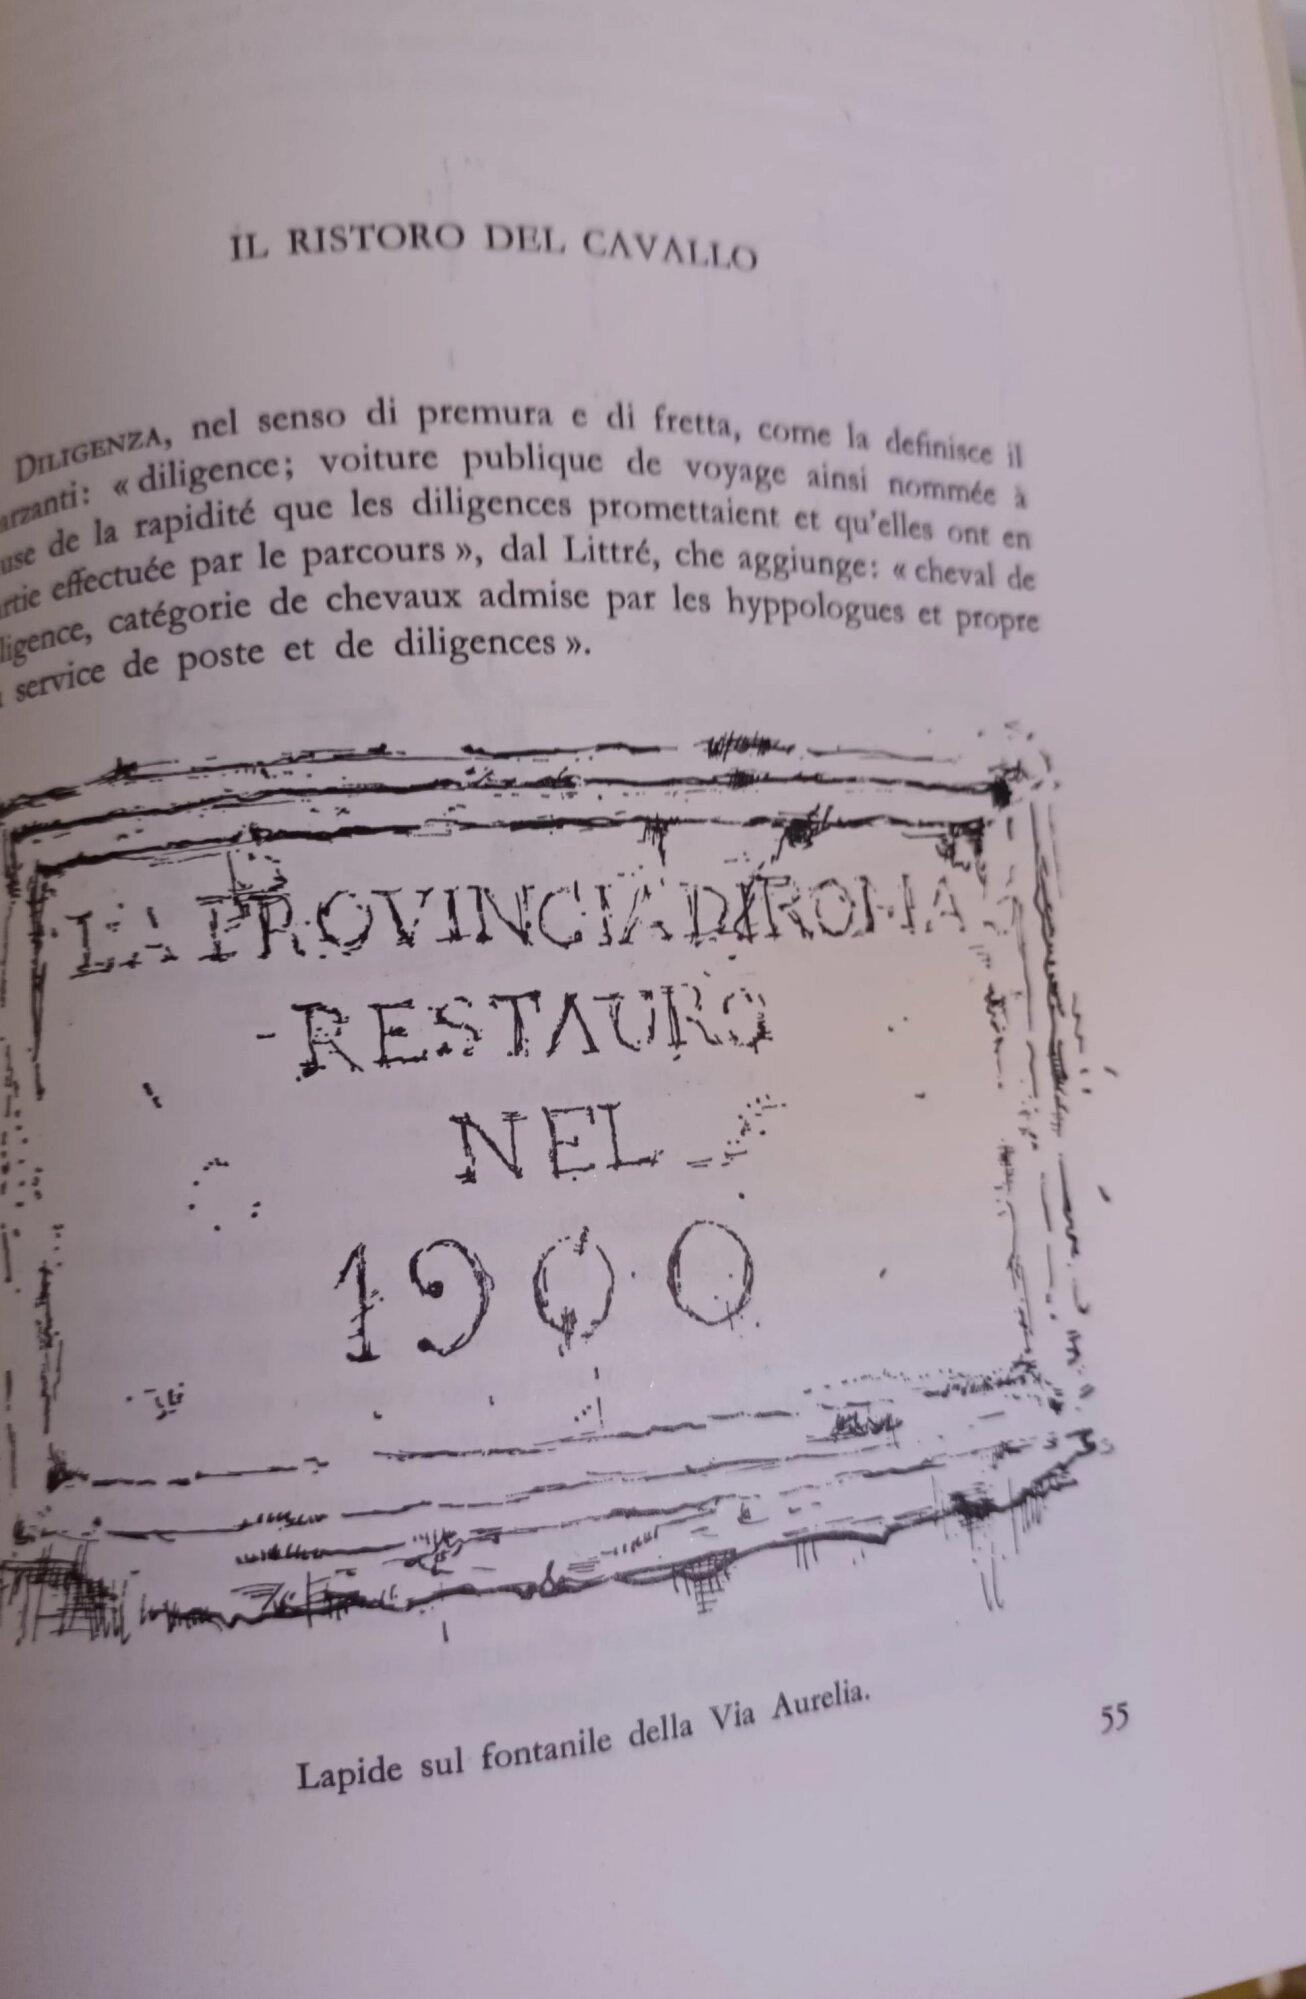 IL RISTORO DEL CAVALLO
DILIGENZA, nel senso di premura e di fretta, come la definisce il
arzanti: « diligence; voiture publique de voyage ainsi nommée à
use de la rapidité que les diligences promettaient et qu'elles ont en
rtie effectuée par le parcours », dal Littré, che aggiunge: « cheval de
ligence, catégorie de chevaux admise par les hyppologues et propre
service de poste et de diligences ».
LA PROVINCIA DI ROMA
RESTAURO
NEL
1900
Lapide sul fontanile della Via Aurelia.
55